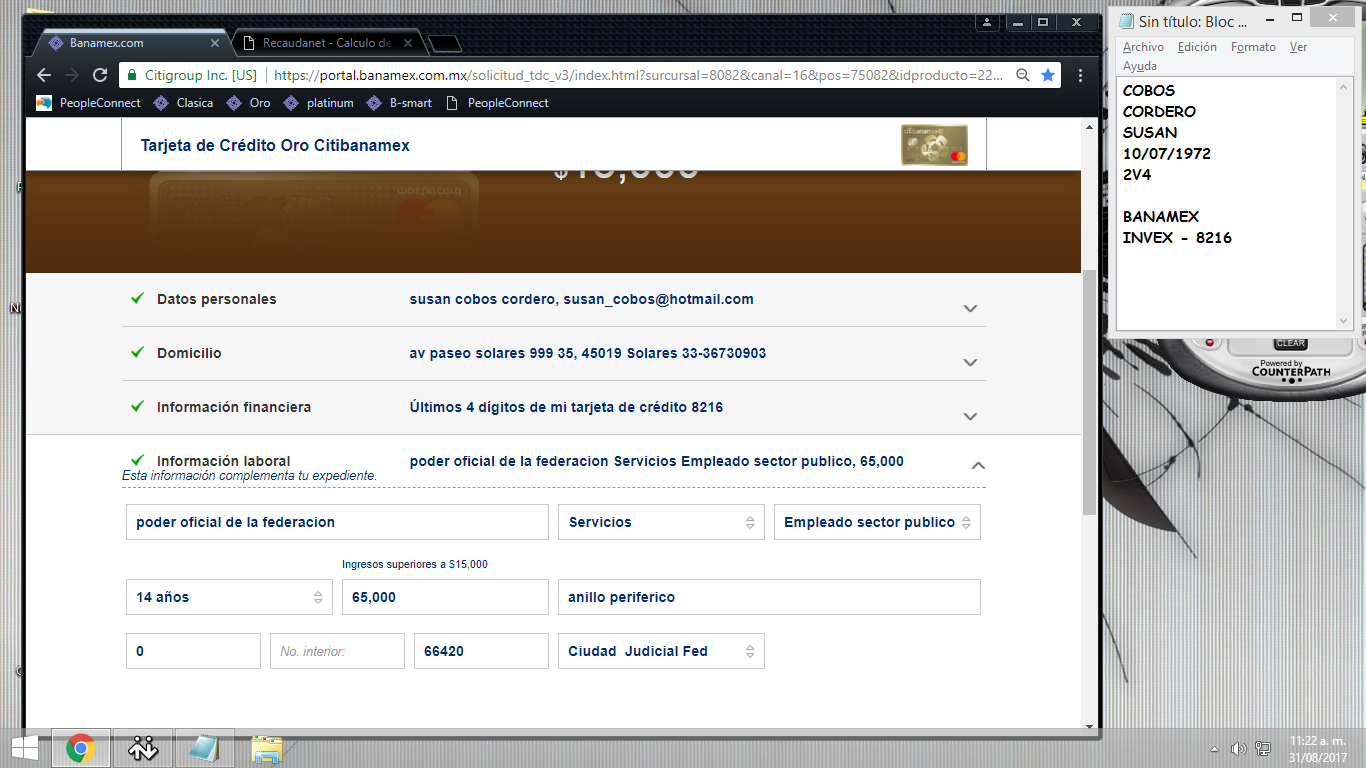 Banamex.com
Recaudanet - Calculo de
Citigroup Inc. [US]
https://portal.banamex.com.mx/solicitud_tdc_v3/index.html?surcursal=8082&canal=16&pos=75082&idproducto=22...
PeopleConnect
Clasica
Oro
platinum
B-smart
PeopleConnect
Tarjeta de Crédito Oro Citibanamex
Datos personales
susan cobos cordero, susan_cobos@hotmail.com
Domicilio
av paseo solares 999 35, 45019 Solares 33-36730903
Información financiera
Últimos 4 dígitos de mi tarjeta de crédito 8216
Información laboral
poder oficial de la federacion Servicios Empleado sector publico, 65,000
Esta información complementa tu expediente.
poder oficial de la federacion
Servicios
Empleado sector publico
Ingresos superiores a $15,000
14 años
65,000
anillo periferico
0
No. interior:
66420
Ciudad Judicial Fed
Sin título: Bloc ...
Archivo Edición Formato Ver
Ayuda
COBOS
CORDERO
SUSAN
10/07/1972
2V4
BANAMEX
INVEX - 8216
CLEAR
Powered by
COUNTERPATH
11:22 a. m.
31/08/2017